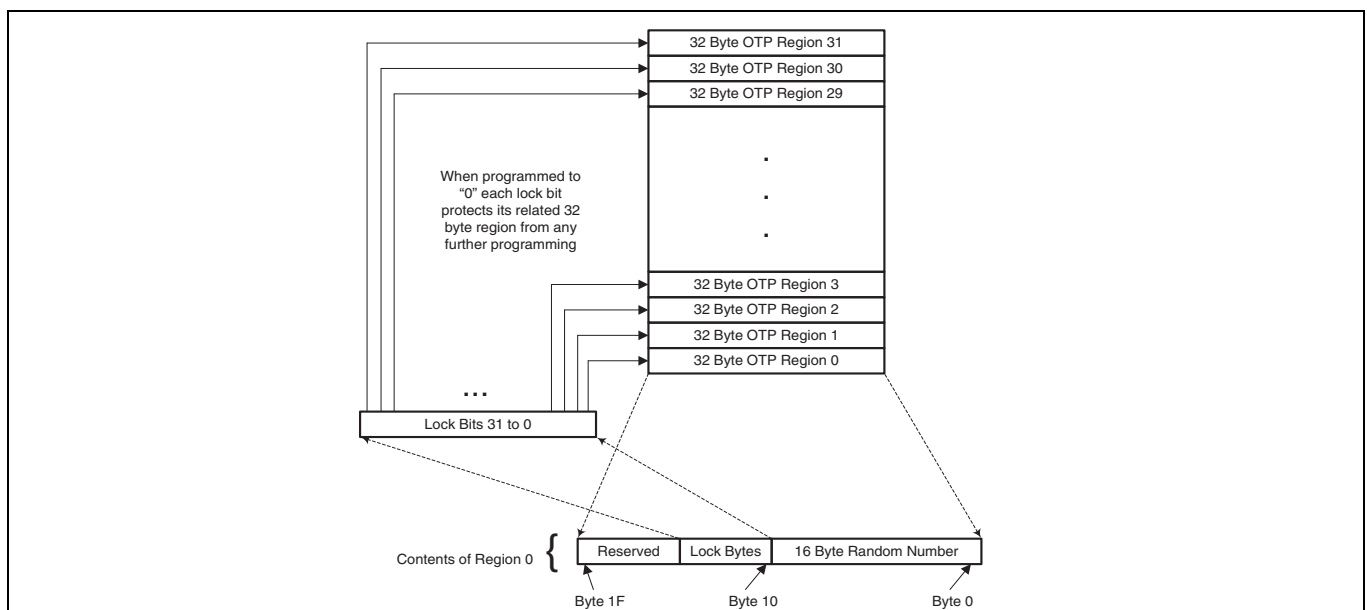 32 Byte OTP Region 31
32 Byte OTP Region 30
32 Byte OTP Region 29
.
.
.
When programmed to
“0” each lock bit
protects its related 32
byte region from any
further programming
32 Byte OTP Region 3
32 Byte OTP Region 2
32 Byte OTP Region 1
32 Byte OTP Region 0
...
Lock Bits 31 to 0
Contents of Region 0 {
Reserved
Lock Bytes
16 Byte Random Number
Byte 1F
Byte 10
Byte 0